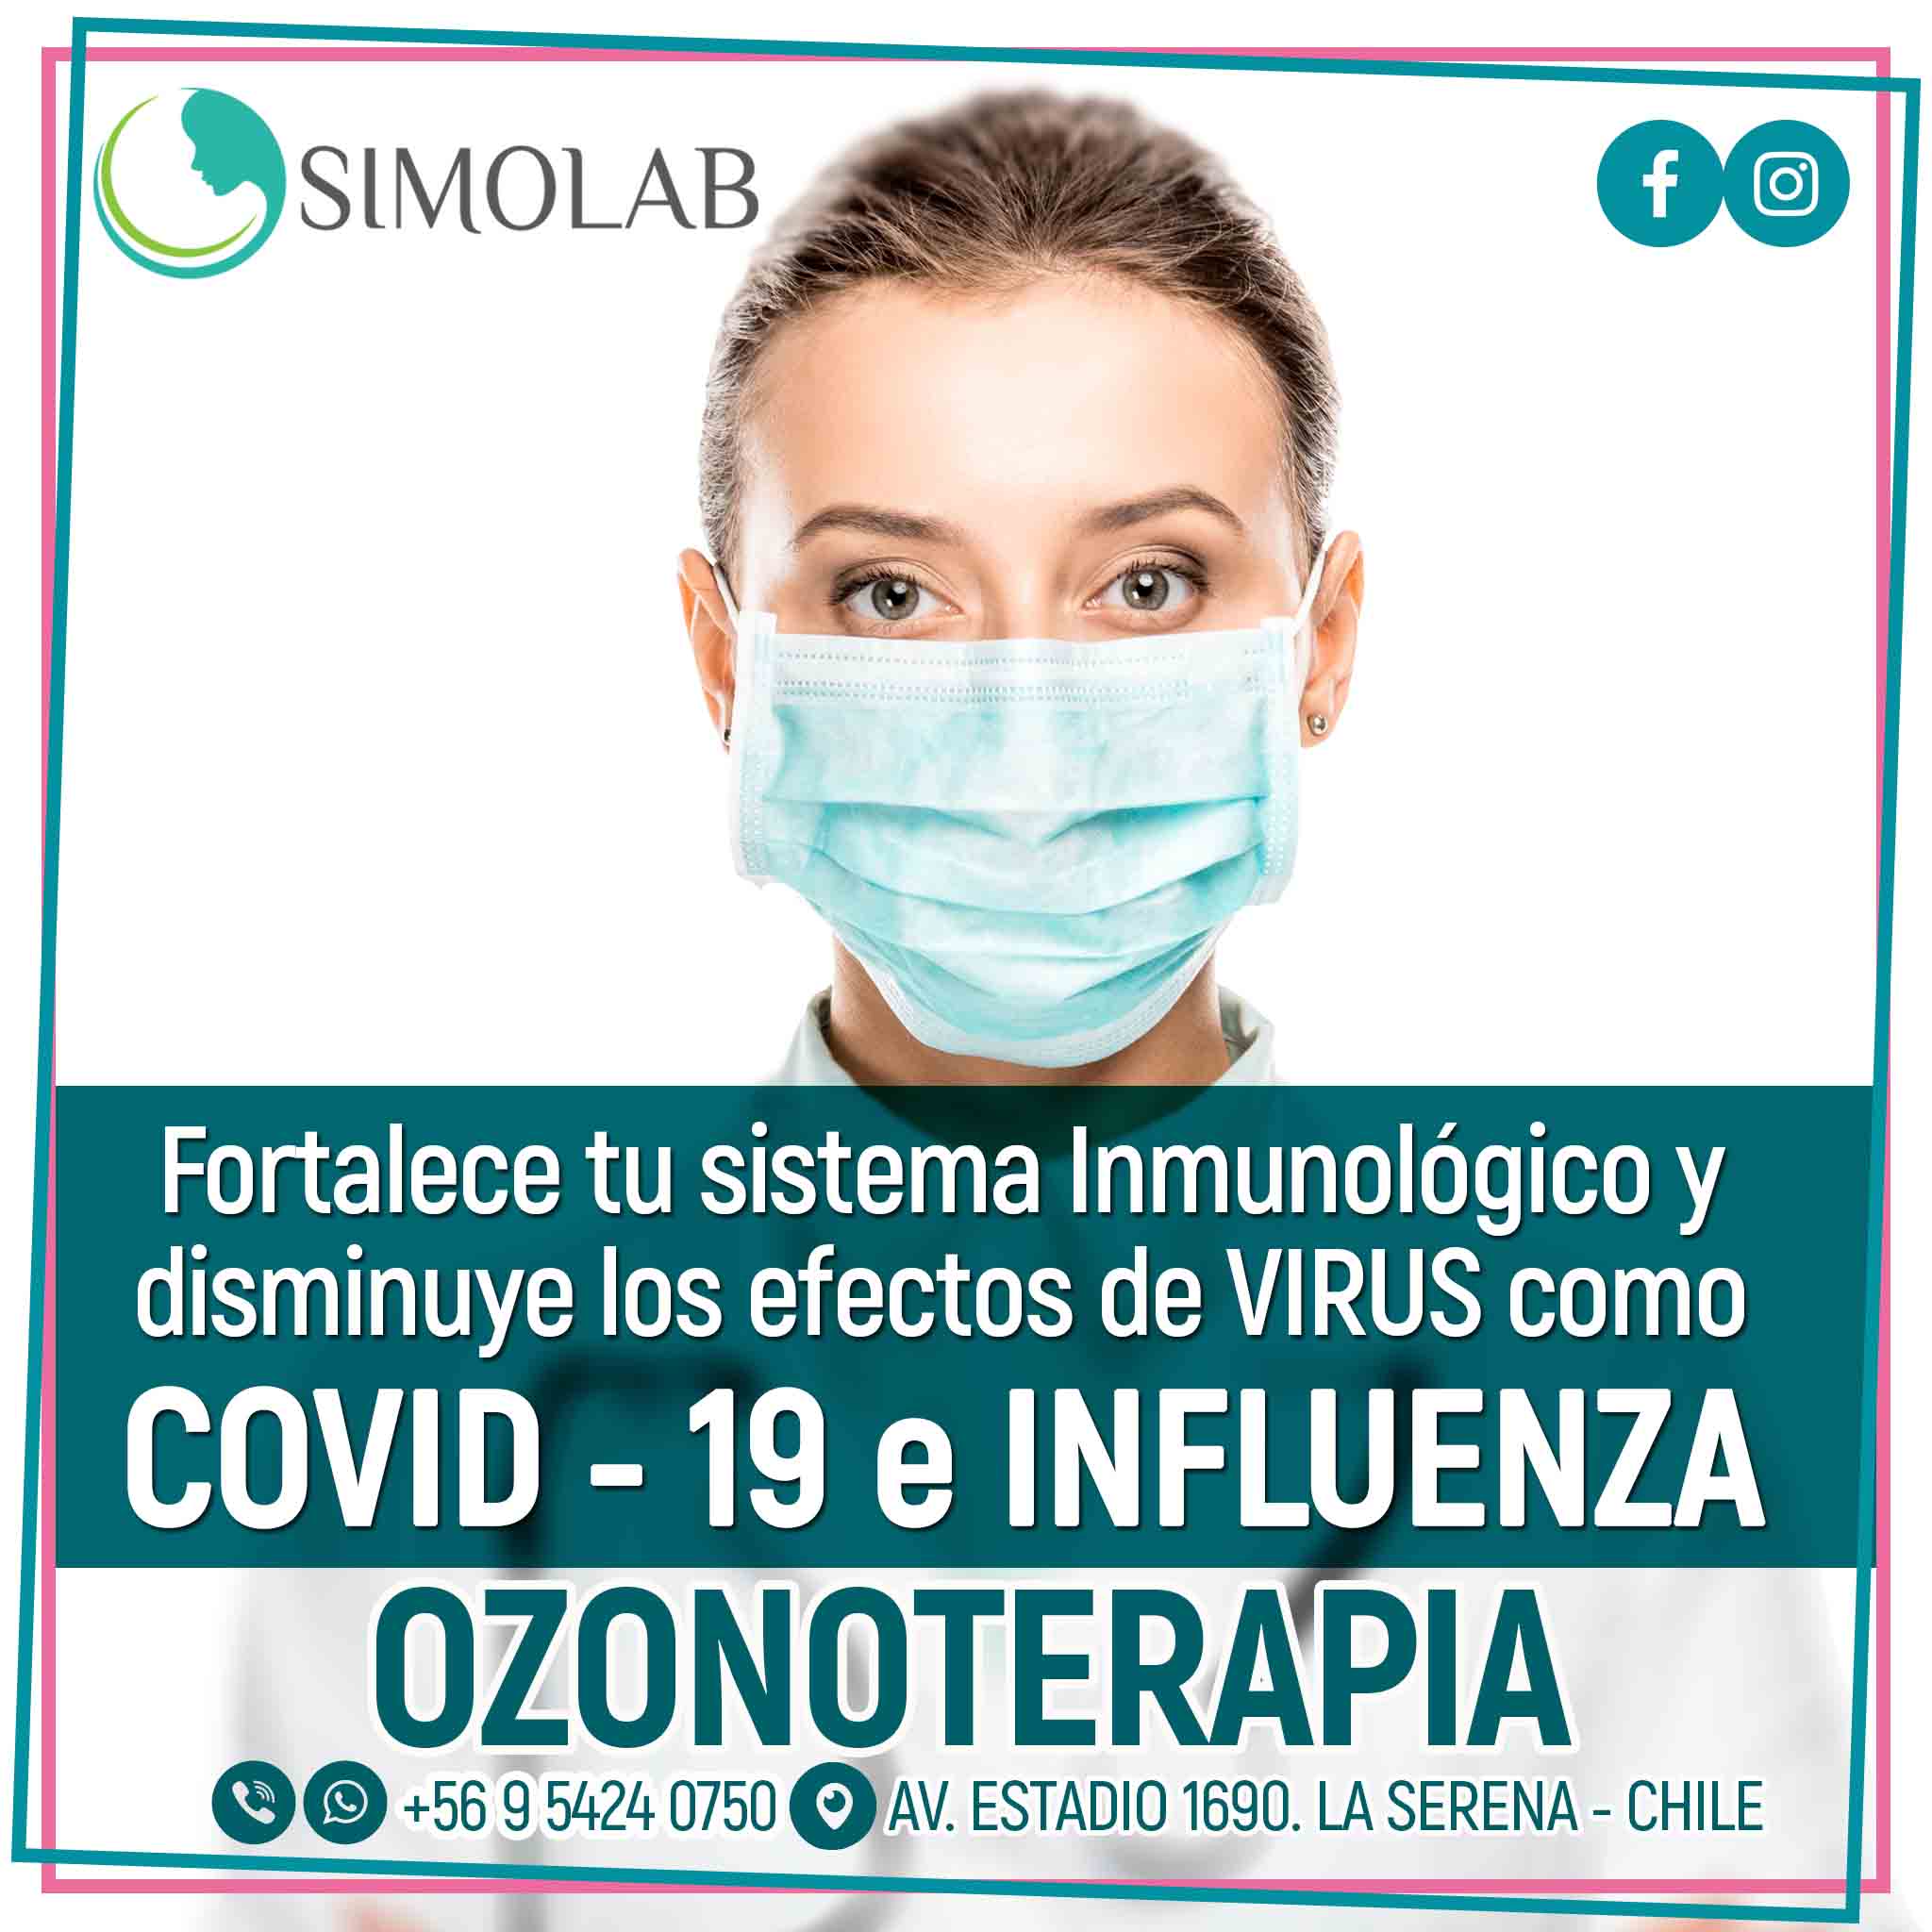 SIMOLAB
Fortalece tu sistema Inmunológico y
disminuye los efectos de VIRUS como
COVID - 19 e INFLUENZA
OZONOTERAPIA
+56 9 5424 0750 AV. ESTADIO 1690. LA SERENA - CHILE